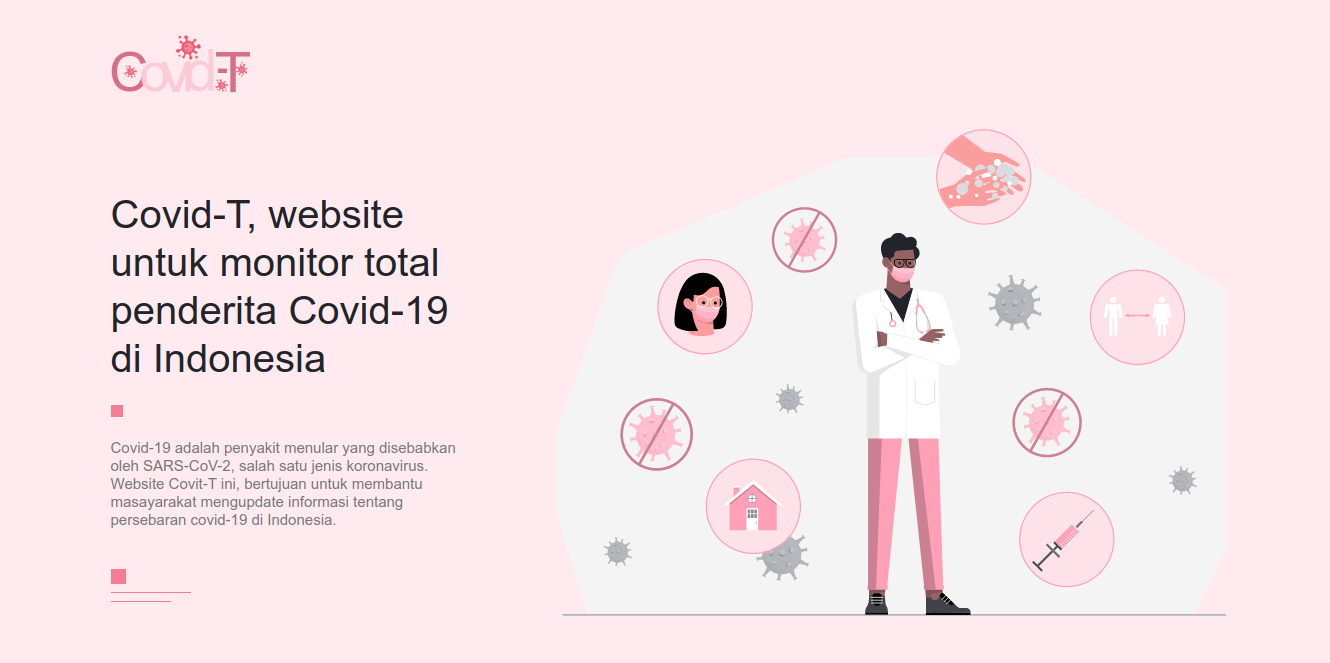 Covid-T
Covid-T, website
untuk monitor total
penderita Covid-19
di Indonesia
Covid-19 adalah penyakit menular yang disebabkan
oleh SARS-CoV-2, salah satu jenis koronavirus.
Website Covit-T ini, bertujuan untuk membantu
masayarakat mengupdate informasi tentang
persebaran covid-19 di Indonesia.